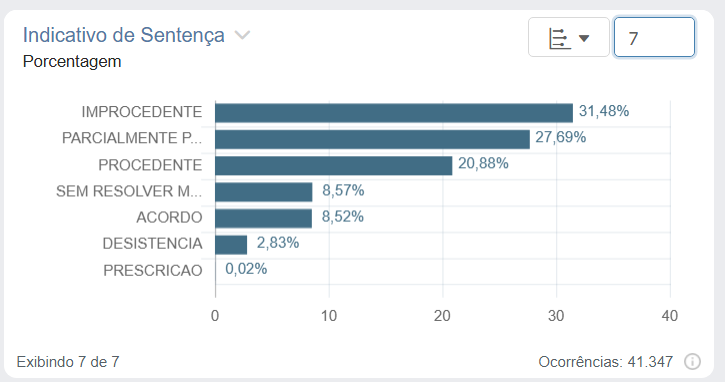 Indicativo de Sentença
7
Porcentagem
IMPROCEDENTE 31,48%
PARCIALMENTE P... 27,69%
PROCEDENTE 20,88%
SEM RESOLVER M... 8,57%
ACORDO 8,52%
DESISTENCIA 2,83%
PRESCRICAO 0,02%
0 10 20 30 40
Exibindo 7 de 7 Ocorrências: 41.347